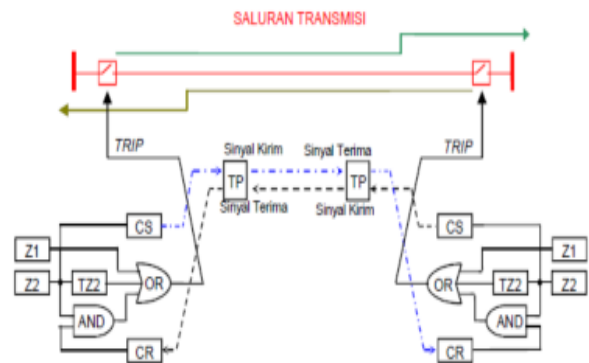 SALURAN TRANSMISI
TRIP
TRIP
Sinyal Kirim
Sinyal Terima
TP
TP
Sinyal Terima
Sinyal Kirim
CS
CS
Z1
Z1
Z2
TZ2
OR
OR
TZ2
Z2
AND
AND
CR
CR